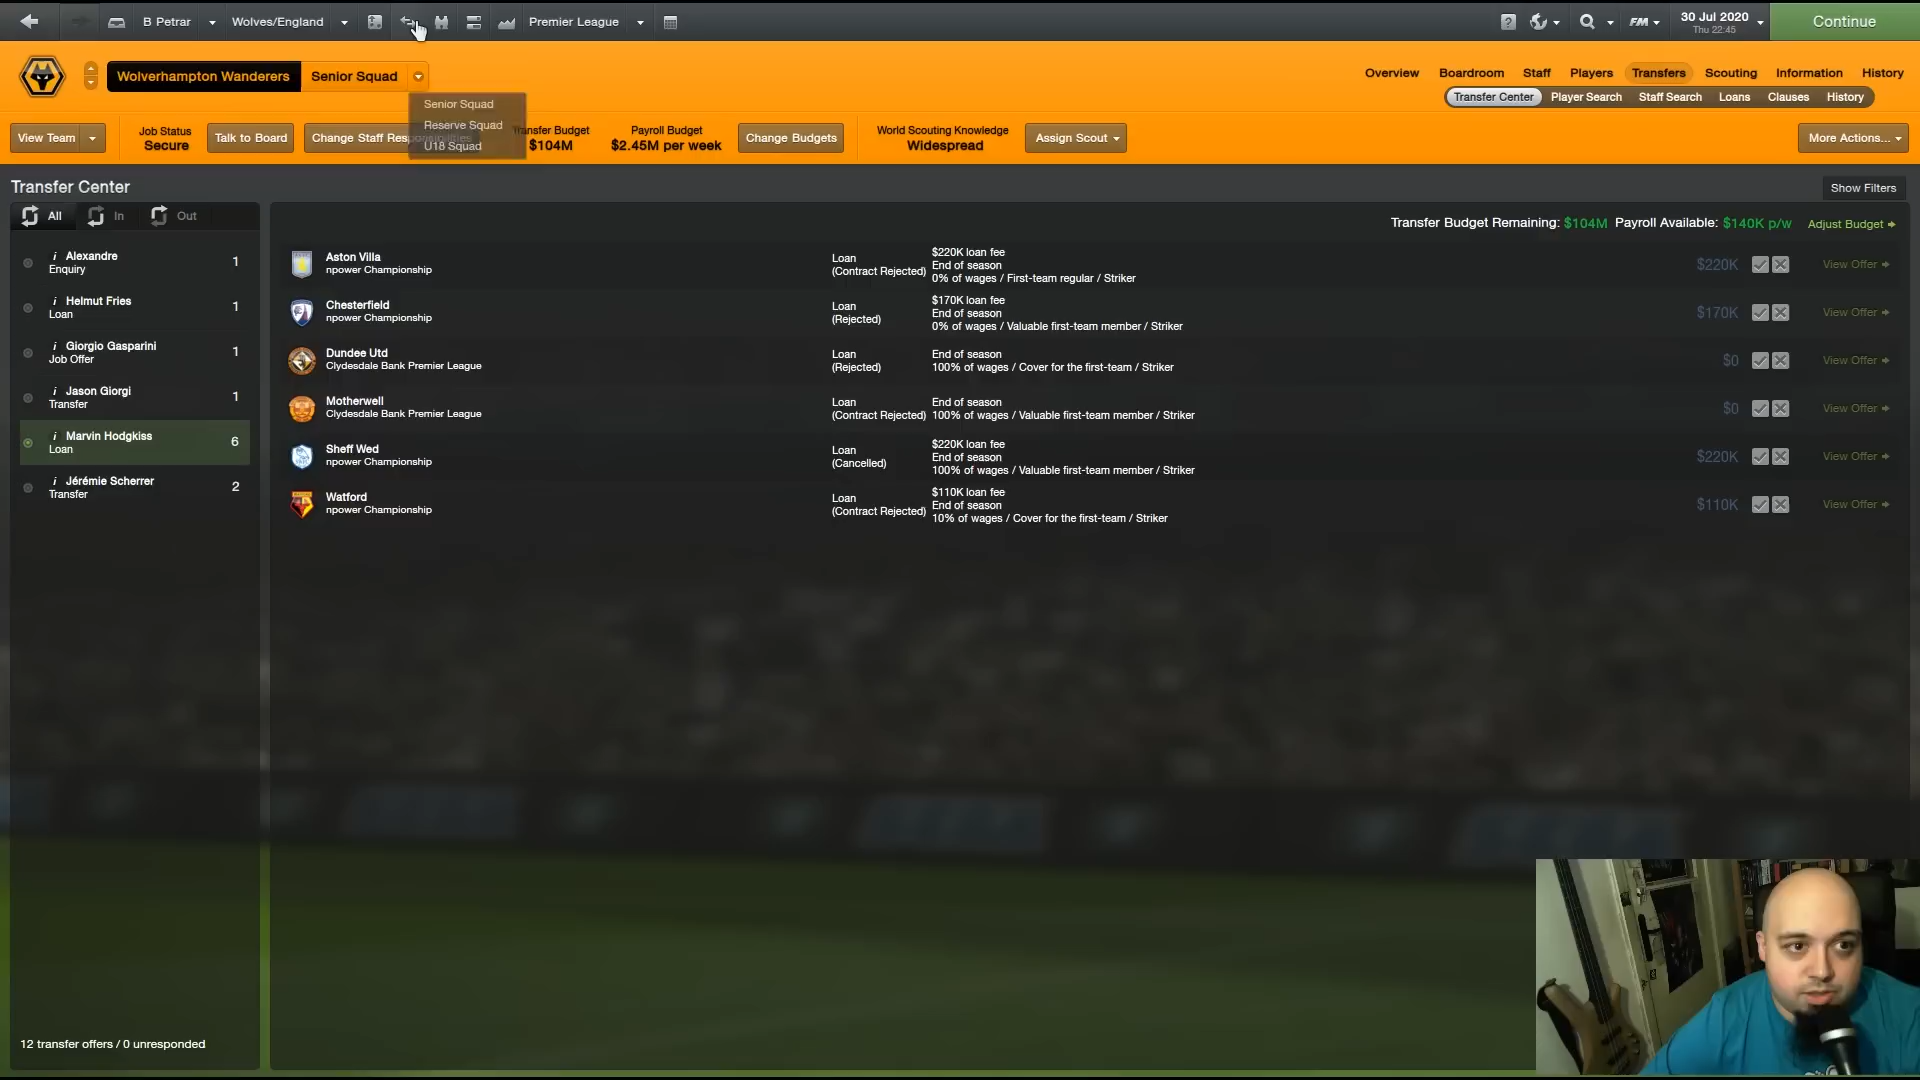 B Petrar
Wolves/England
Premier League
?
FM
30 Jul 2020
Thu 22:45
Continue
Wolverhampton Wanderers
Senior Squad
Overview
Boardroom
Staff
Players
Transfers
Scouting
Information
History
Transfer Center
Player Search
Staff Search
Loans
Clauses
History
Senior Squad
Reserve Squad
U18 Squad
View Team
Job Status
Secure
Talk to Board
Change Staff Responsibilities
Transfer Budget
$104M
Payroll Budget
$2.45M per week
Change Budgets
World Scouting Knowledge
Widespread
Assign Scout
More Actions...
Transfer Center
Show Filters
All
In
Out
Transfer Budget Remaining: $104M Payroll Available: $140K p/w
Adjust Budget
i Alexandre
Enquiry
1
i Helmut Fries
Loan
1
i Giorgio Gasparini
Job Offer
1
i Jason Giorgi
Transfer
1
i Marvin Hodgkiss
Loan
6
i Jérémie Scherrer
Transfer
2
Aston Villa
npower Championship
Loan
(Contract Rejected)
$220K loan fee
End of season
0% of wages / First-team regular / Striker
$220K
View Offer
Chesterfield
npower Championship
Loan
(Rejected)
$170K loan fee
End of season
0% of wages / Valuable first-team member / Striker
$170K
View Offer
Dundee Utd
Clydesdale Bank Premier League
Loan
(Rejected)
End of season
100% of wages / Cover for the first-team / Striker
$0
View Offer
Motherwell
Clydesdale Bank Premier League
Loan
(Contract Rejected)
End of season
100% of wages / Valuable first-team member / Striker
$0
View Offer
Sheff Wed
npower Championship
Loan
(Cancelled)
$220K loan fee
End of season
100% of wages / Valuable first-team member / Striker
$220K
View Offer
Watford
npower Championship
Loan
(Contract Rejected)
$110K loan fee
End of season
10% of wages / Cover for the first-team / Striker
$110K
View Offer
12 transfer offers / 0 unresponded